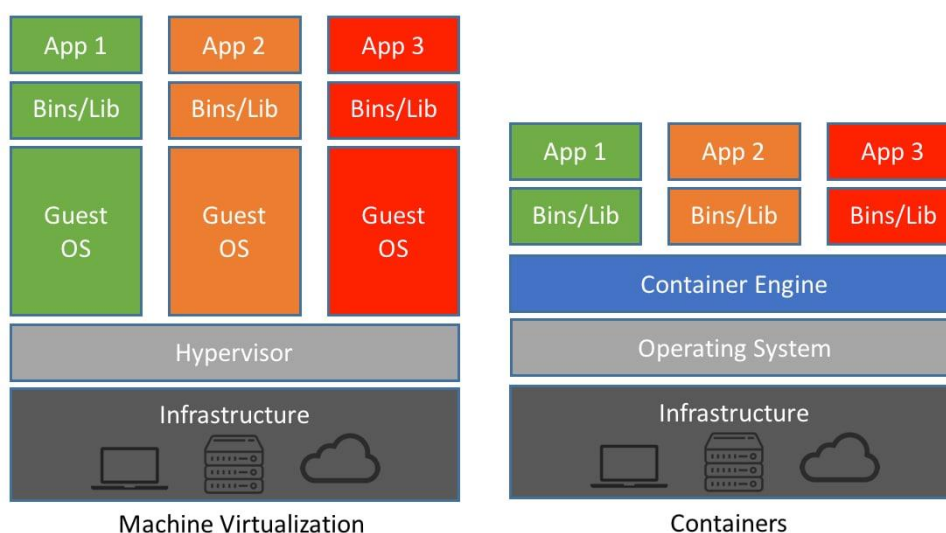 App 1
App 2
App 3
Bins/Lib
Bins/Lib
Bins/Lib
Guest
OS
Guest
OS
Guest
OS
Hypervisor
Infrastructure
Machine Virtualization
App 1
App 2
App 3
Bins/Lib
Bins/Lib
Bins/Lib
Container Engine
Operating System
Infrastructure
Containers